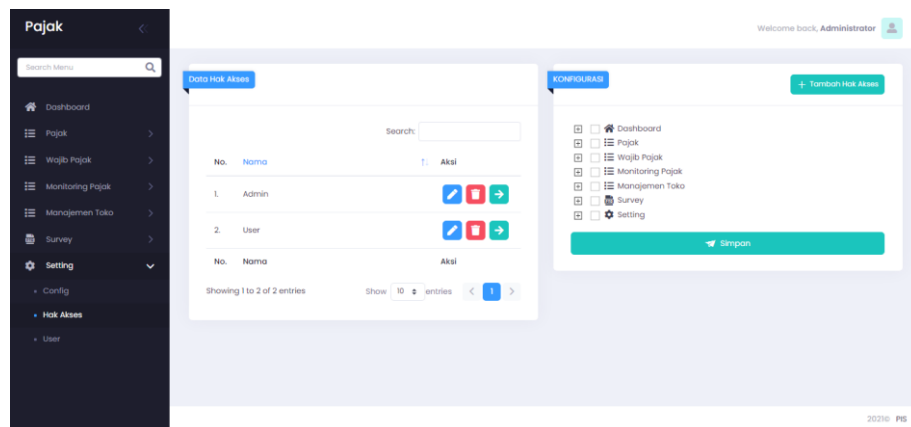 Pajak
Welcome back, Administrator
Search Menu
Dashboard
Pajak
Wajib Pajak
Monitoring Pajak
Manajemen Toko
Survey
Setting
Config
Hak Akses
User
Data Hak Akses
Search:
No. Nama Aksi
1. Admin
2. User
No. Nama Aksi
Showing 1 to 2 of 2 entries Show 10 entries 1
KONFIGURASI
Tambah Hak Akses
Dashboard
Pajak
Wajib Pajak
Monitoring Pajak
Manajemen Toko
Survey
Setting
Simpan
2021© PIS